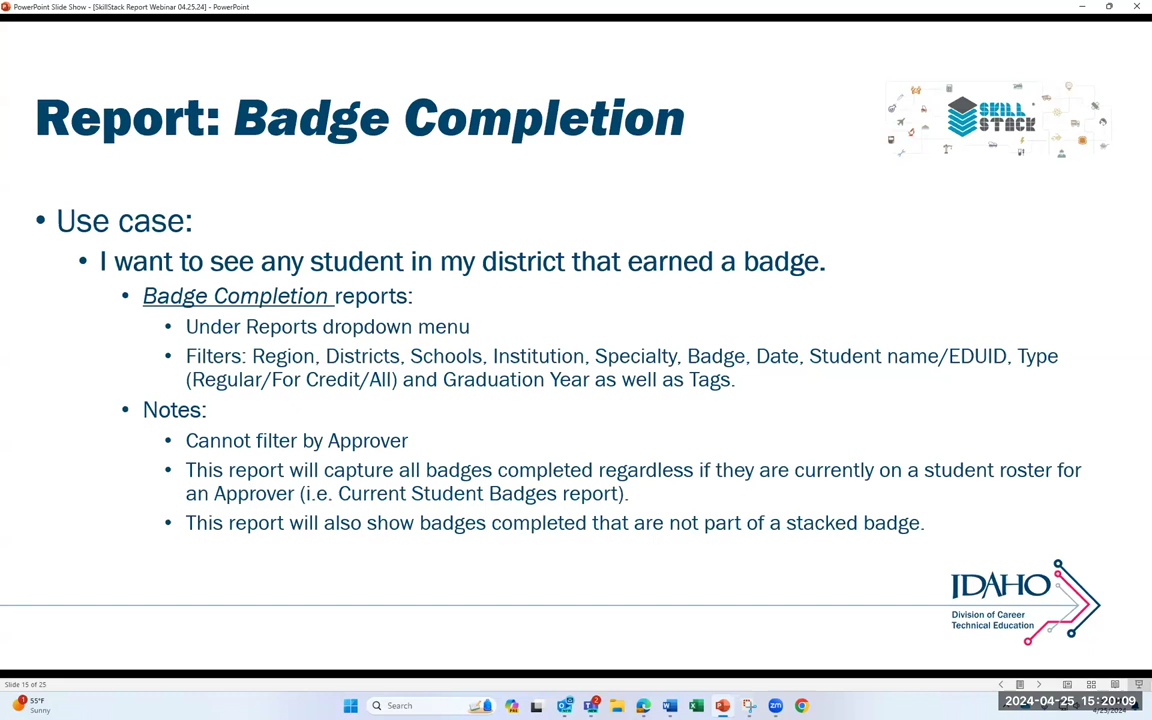 PowerPoint Slide Show - [SkillStack Report Webinar 04.25.24] - PowerPoint
Report: Badge Completion
SKILL
STACK
• Use case:
• I want to see any student in my district that earned a badge.
• Badge Completion reports:
• Under Reports dropdown menu
• Filters: Region, Districts, Schools, Institution, Specialty, Badge, Date, Student name/EDUID, Type
(Regular/For Credit/All) and Graduation Year as well as Tags.
• Notes:
• Cannot filter by Approver
• This report will capture all badges completed regardless if they are currently on a student roster for
an Approver (i.e. Current Student Badges report).
• This report will also show badges completed that are not part of a stacked badge.
IDAHO
Division of Career
Technical Education
Slide 15 of 25
55°F
Sunny
Search
2024-04-25 15:20:09